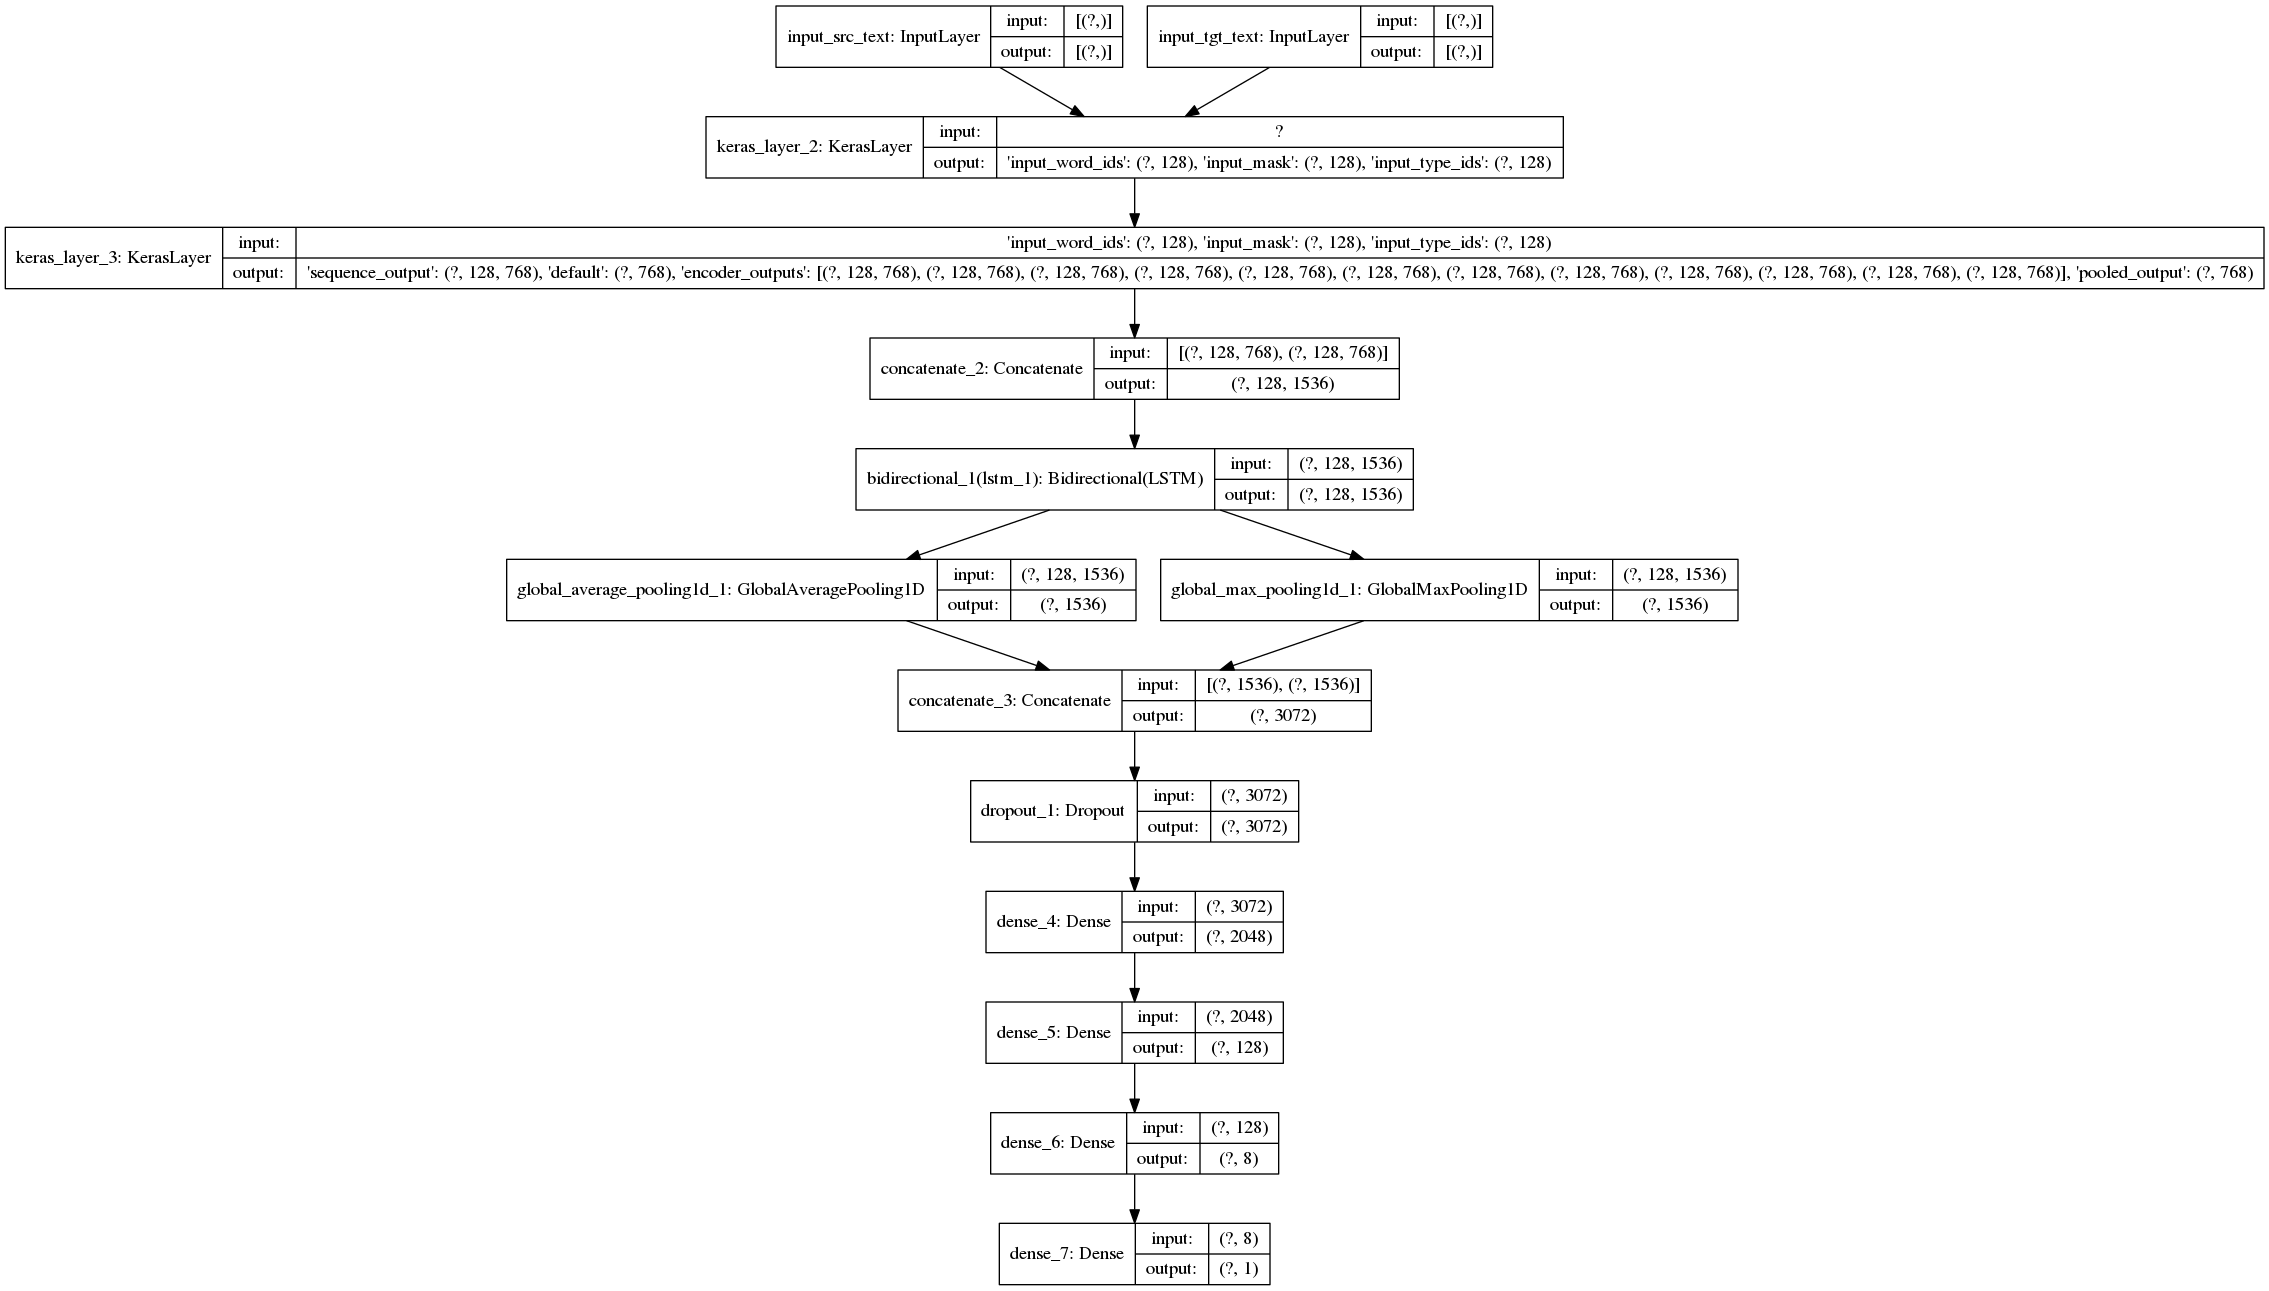 input_src_text: InputLayer
input: [(?,)]
output: [(?,)]
input_tgt_text: InputLayer
input: [(?,)]
output: [(?,)]
keras_layer_2: KerasLayer
input: ?
output: 'input_word_ids': (?, 128), 'input_mask': (?, 128), 'input_type_ids': (?, 128)
keras_layer_3: KerasLayer
input: 'input_word_ids': (?, 128), 'input_mask': (?, 128), 'input_type_ids': (?, 128)
output: 'sequence_output': (?, 128, 768), 'default': (?, 768), 'encoder_outputs': [(?, 128, 768), (?, 128, 768), (?, 128, 768), (?, 128, 768), (?, 128, 768), (?, 128, 768), (?, 128, 768), (?, 128, 768), (?, 128, 768), (?, 128, 768), (?, 128, 768), (?, 128, 768)], 'pooled_output': (?, 768)
concatenate_2: Concatenate
input: [(?, 128, 768), (?, 128, 768)]
output: (?, 128, 1536)
bidirectional_1(lstm_1): Bidirectional(LSTM)
input: (?, 128, 1536)
output: (?, 128, 1536)
global_average_pooling1d_1: GlobalAveragePooling1D
input: (?, 128, 1536)
output: (?, 1536)
global_max_pooling1d_1: GlobalMaxPooling1D
input: (?, 128, 1536)
output: (?, 1536)
concatenate_3: Concatenate
input: [(?, 1536), (?, 1536)]
output: (?, 3072)
dropout_1: Dropout
input: (?, 3072)
output: (?, 3072)
dense_4: Dense
input: (?, 3072)
output: (?, 2048)
dense_5: Dense
input: (?, 2048)
output: (?, 128)
dense_6: Dense
input: (?, 128)
output: (?, 8)
dense_7: Dense
input: (?, 8)
output: (?, 1)